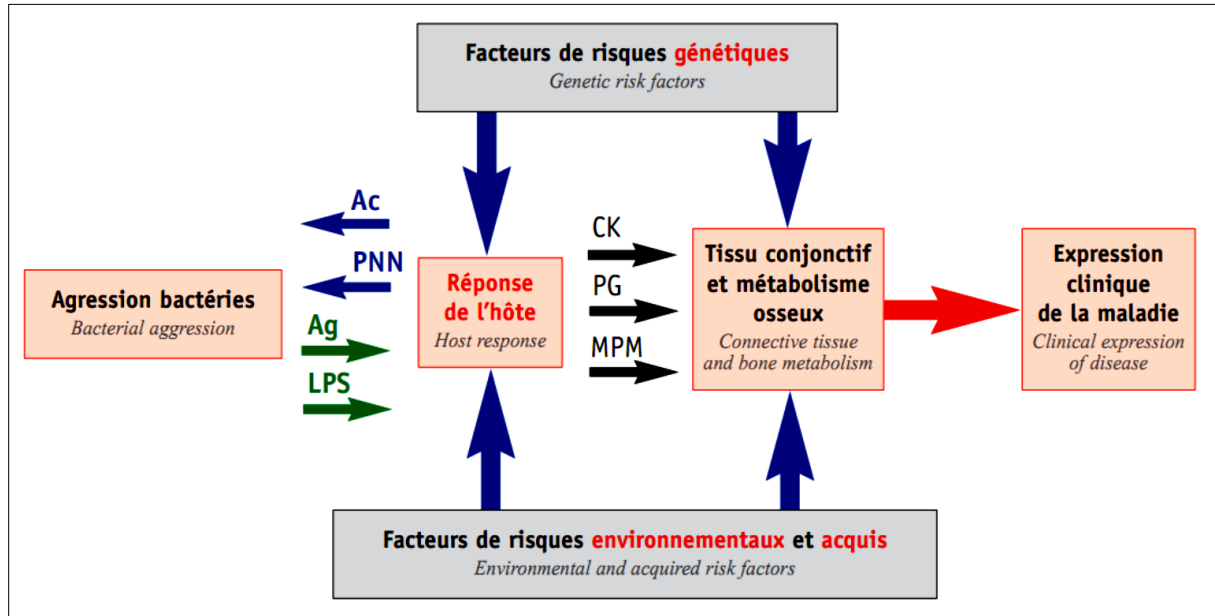 Facteurs de risques génétiques
Genetic risk factors
Ac
PNN
Ag
LPS
Agression bactéries
Bacterial aggression
Réponse
de l'hôte
Host response
CK
PG
MPM
Tissu conjonctif
et métabolisme
osseux
Connective tissue
and bone metabolism
Expression
clinique
de la maladie
Clinical expression
of disease
Facteurs de risques environnementaux et acquis
Environmental and acquired risk factors